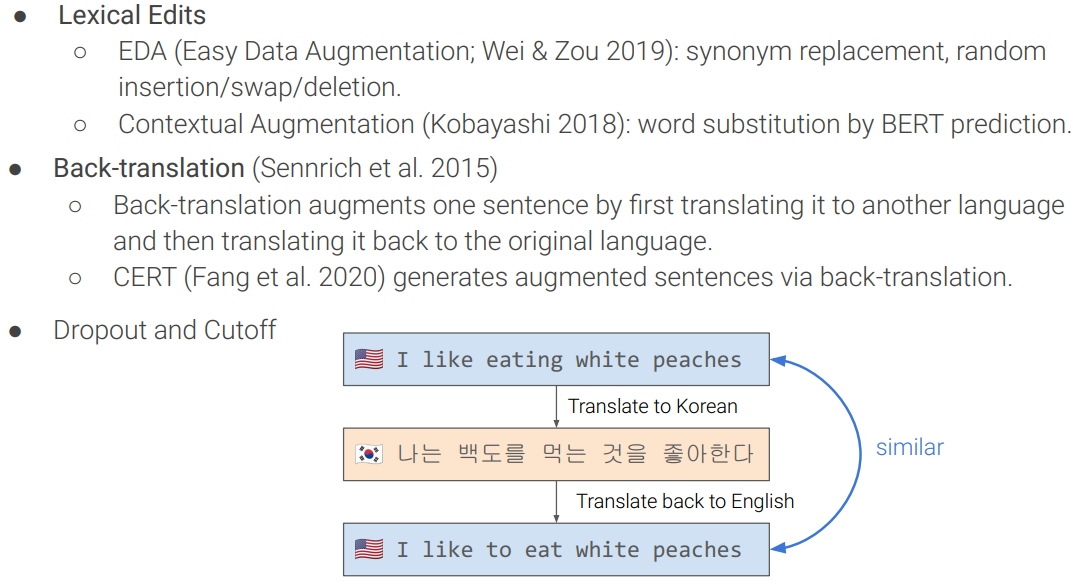 ● Lexical Edits
○ EDA (Easy Data Augmentation; Wei & Zou 2019): synonym replacement, random
insertion/swap/deletion.
○ Contextual Augmentation (Kobayashi 2018): word substitution by BERT prediction.
● Back-translation (Sennrich et al. 2015)
○ Back-translation augments one sentence by first translating it to another language
and then translating it back to the original language.
○ CERT (Fang et al. 2020) generates augmented sentences via back-translation.
● Dropout and Cutoff
🇺🇸 I like eating white peaches
Translate to Korean
🇰🇷 나는 백도를 먹는 것을 좋아한다
similar
Translate back to English
🇺🇸 I like to eat white peaches